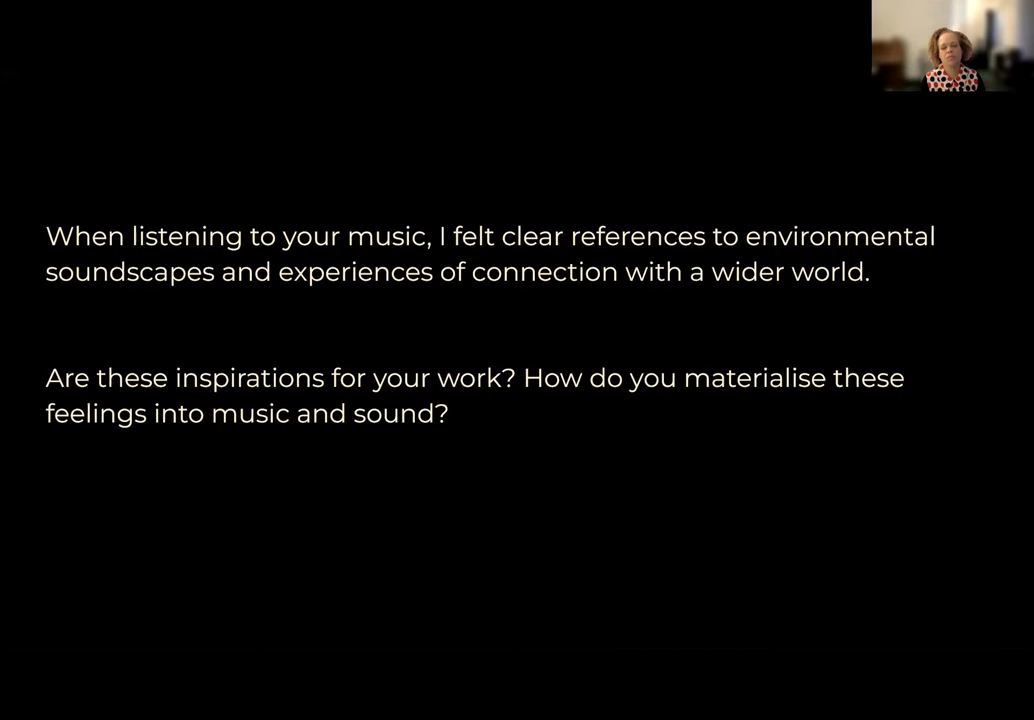 When listening to your music, I felt clear references to environmental
soundscapes and experiences of connection with a wider world.
Are these inspirations for your work? How do you materialise these
feelings into music and sound?